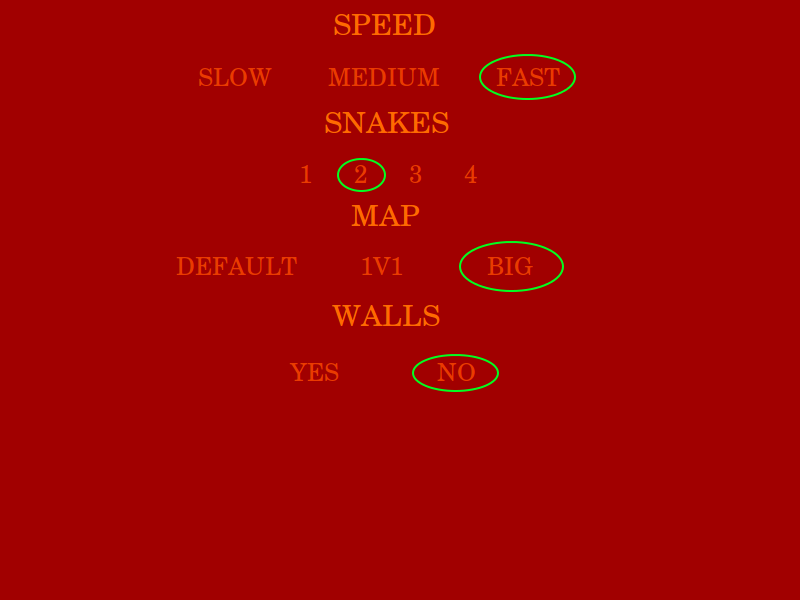 SPEED
SLOW MEDIUM FAST
SNAKES
1 2 3 4
MAP
DEFAULT 1V1 BIG
WALLS
YES NO